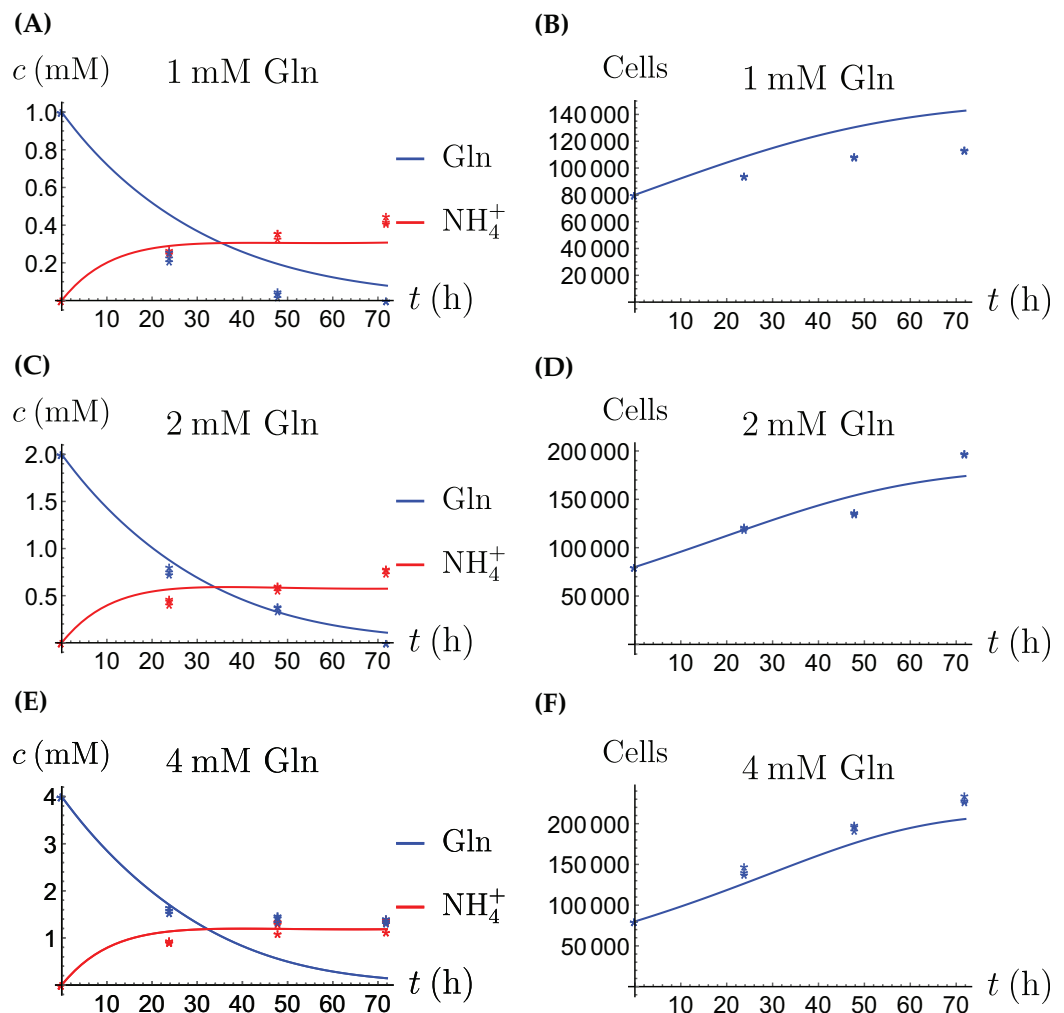 (A)
c (mM) 1 mM Gln
1.0
0.8
0.6
0.4
0.2
10 20 30 40 50 60 70 t (h)
Gln
NH₄⁺
(B)
Cells 1 mM Gln
140 000
120 000
100 000
80 000
60 000
40 000
20 000
10 20 30 40 50 60 70 t (h)
(C)
c (mM) 2 mM Gln
2.0
1.5
1.0
0.5
10 20 30 40 50 60 70 t (h)
Gln
NH₄⁺
(D)
Cells 2 mM Gln
200 000
150 000
100 000
50 000
10 20 30 40 50 60 70 t (h)
(E)
c (mM) 4 mM Gln
4
3
2
1
10 20 30 40 50 60 70 t (h)
Gln
NH₄⁺
(F)
Cells 4 mM Gln
200 000
150 000
100 000
50 000
10 20 30 40 50 60 70 t (h)